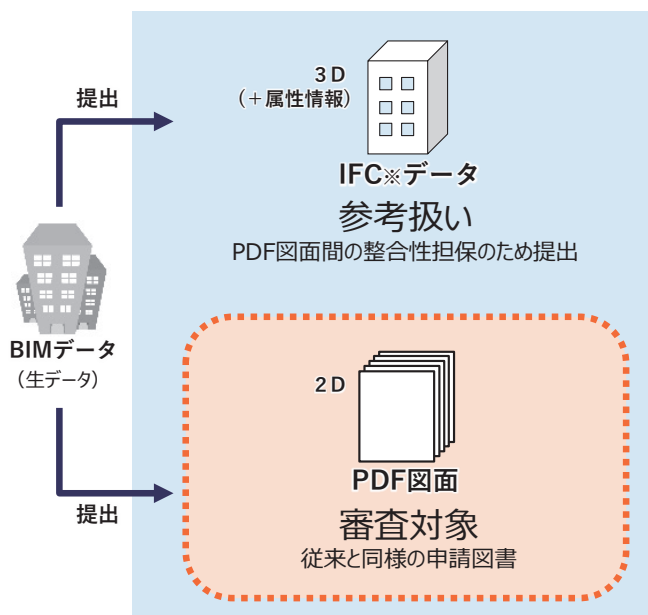 提出
3D
（＋属性情報）
IFC※データ
参考扱い
PDF図面間の整合性担保のため提出
BIMデータ
（生データ）
2D
PDF図面
審査対象
従来と同様の申請図書
提出